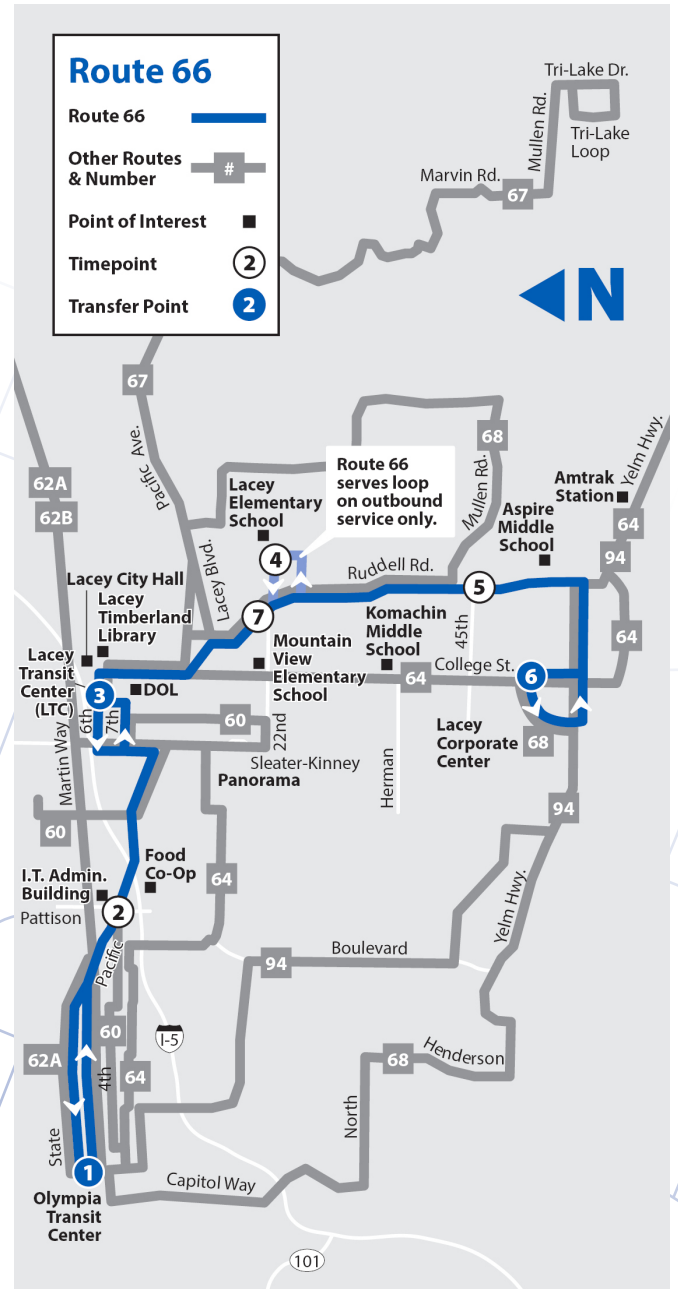 Route 66
Route 66
Other Routes
& Number
#
Point of Interest
Timepoint
2
Transfer Point
2
Tri-Lake Dr.
Mullen Rd.
Tri-Lake
Loop
Marvin Rd.
67
N
67
Pacific Ave.
62A
62B
68
Mullen Rd.
Yelm Hwy.
Route 66
serves loop
on outbound
service only.
Lacey
Elementary
School
4
Amtrak
Station
64
94
Aspire
Middle
School
Lacey Blvd.
Ruddell Rd.
5
45th
64
Lacey City Hall
Lacey
Timberland
Library
7
Komachin
Middle
School
Mountain
View
Elementary
School
College St.
64
6
Lacey
Transit
Center
(LTC)
3
DOL
6th
7th
60
22nd
Sleater-Kinney
Panorama
Herman
Lacey
Corporate
Center
68
Martin Way
60
94
Food
Co-Op
I.T. Admin.
Building
64
2
Pattison
Pacific
Boulevard
94
Yelm Hwy.
60
I-5
62A
64
4th
68
Henderson
North
State
Capitol Way
1
Olympia
Transit
Center
101